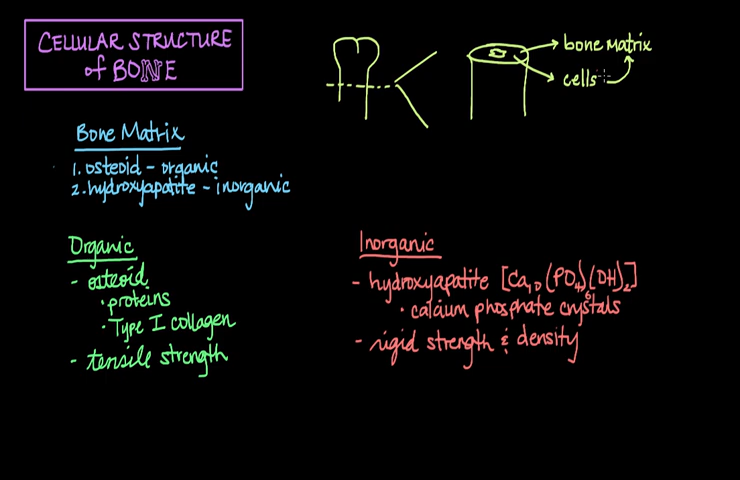 CELLULAR STRUCTURE
of BONE
bone matrix
cells
Bone Matrix
1. osteoid - organic
2. hydroxyapatite - inorganic
Organic
- osteoid
• proteins
• Type I collagen
- tensile strength
Inorganic
- hydroxyapatite [Ca10(PO4)6(OH)2]
• calcium phosphate crystals
- rigid strength & density